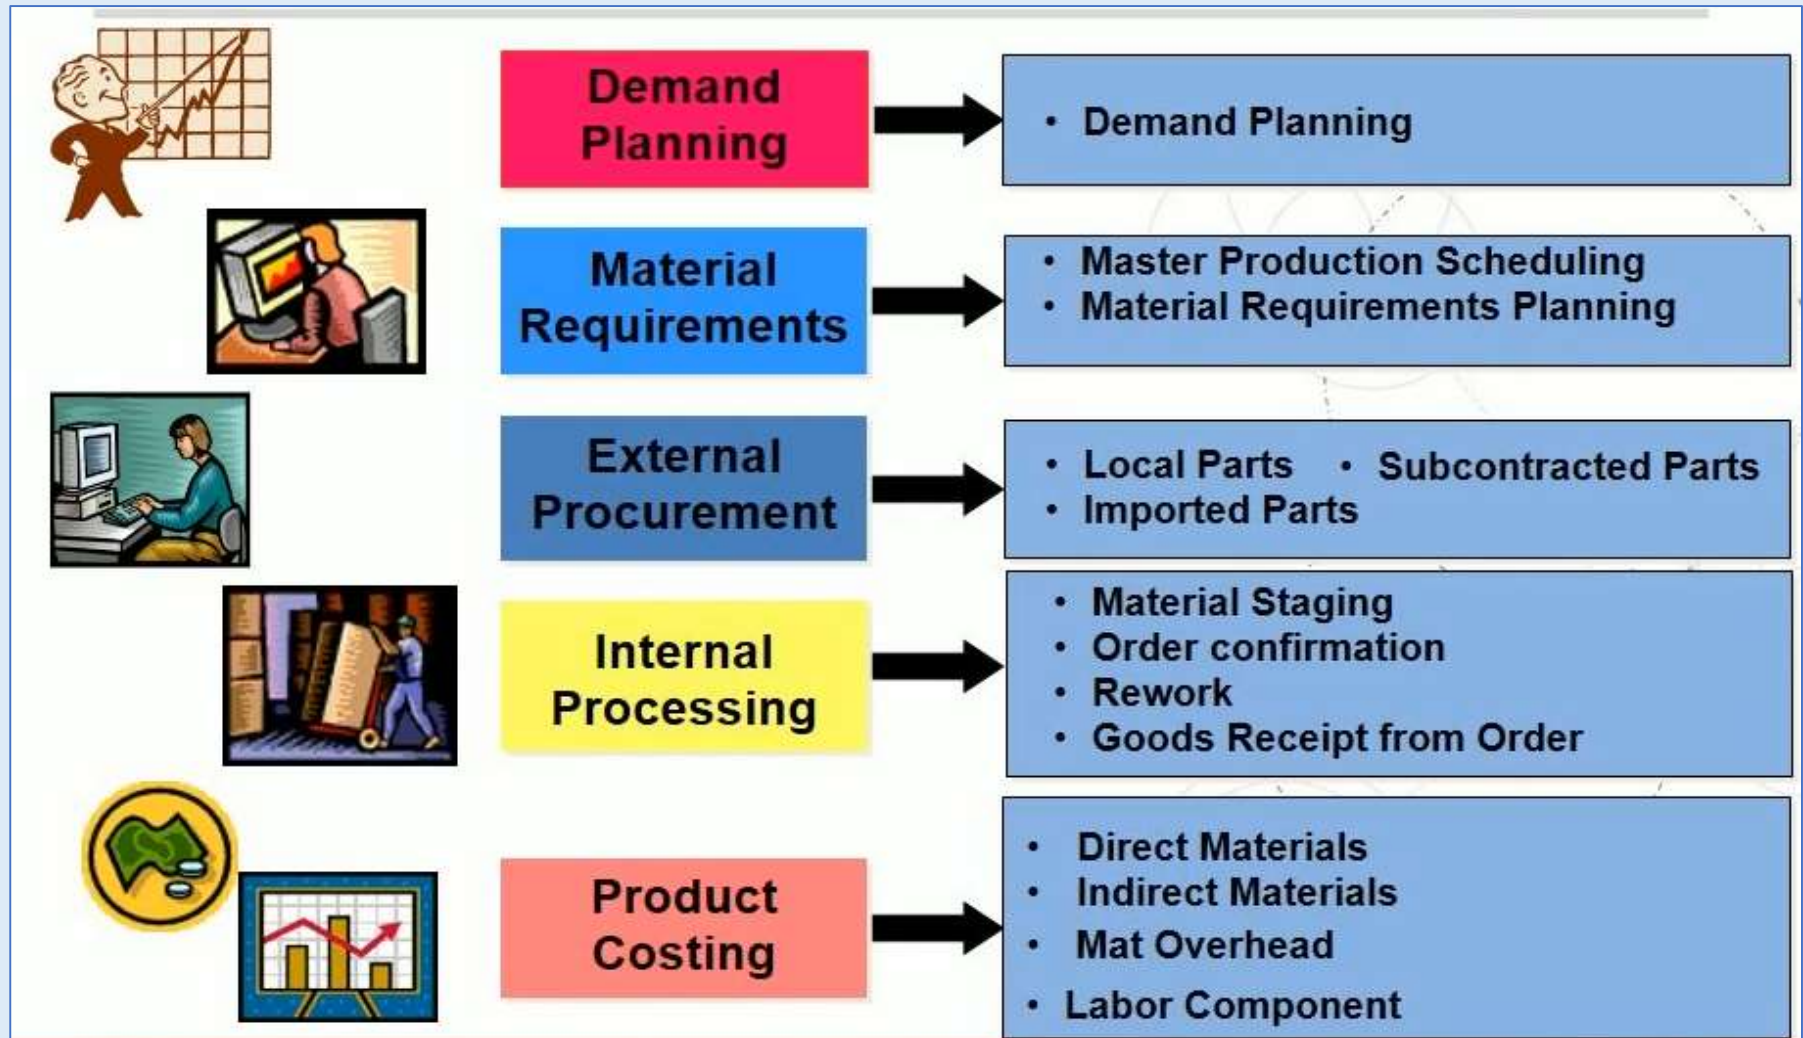 Demand
Planning
• Demand Planning
Material
Requirements
• Master Production Scheduling
• Material Requirements Planning
External
Procurement
• Local Parts • Subcontracted Parts
• Imported Parts
Internal
Processing
• Material Staging
• Order confirmation
• Rework
• Goods Receipt from Order
Product
Costing
• Direct Materials
• Indirect Materials
• Mat Overhead
• Labor Component